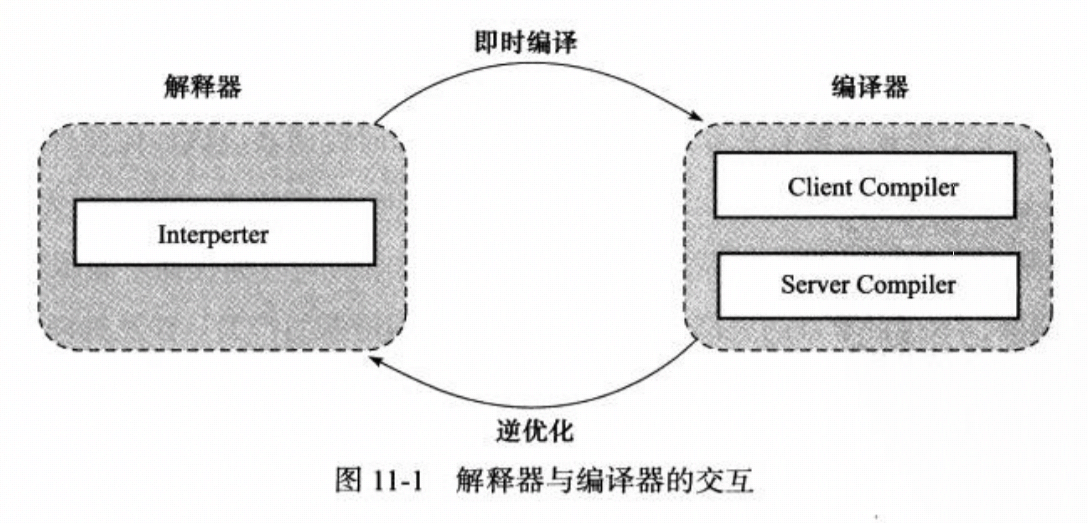 即时编译
解释器
编译器
Interperter
Client Compiler
Server Compiler
逆优化
图 11-1 解释器与编译器的交互